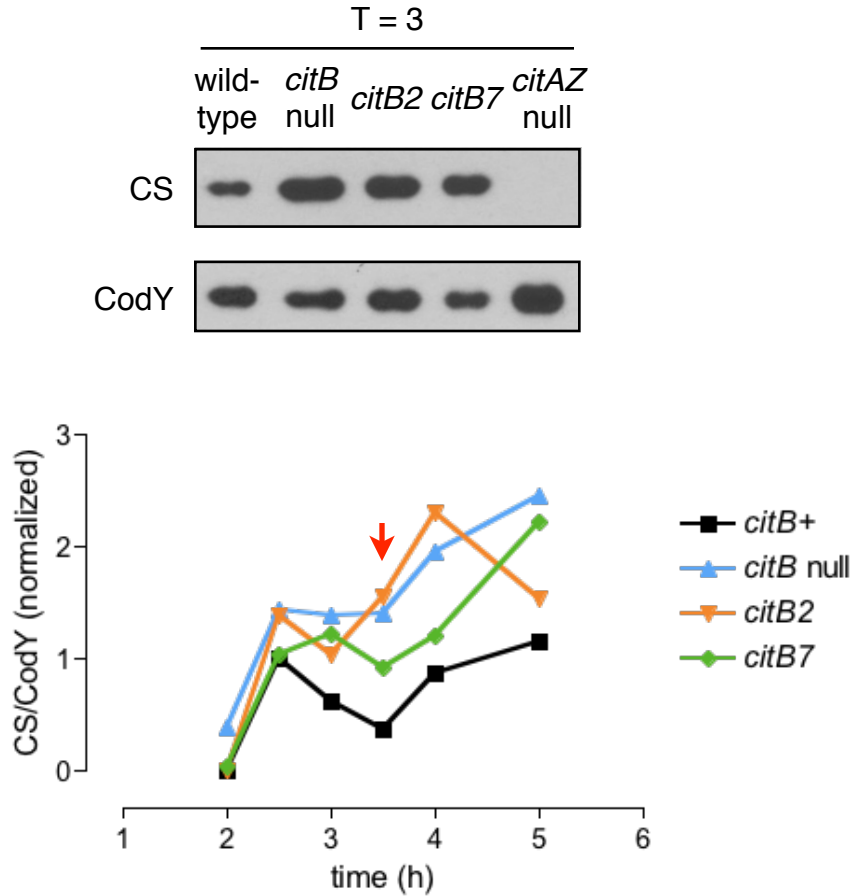 T = 3
wild-
type
citB
null
citB2
citB7
citAZ
null
CS
CodY
CS/CodY (normalized)
3
2
1
0
1
2
3
4
5
6
time (h)
citB+
citB null
citB2
citB7